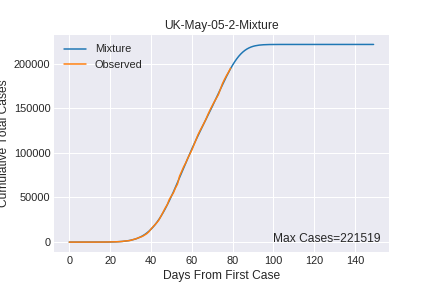 UK-May-05-2-Mixture
Mixture
Observed
200000
150000
100000
50000
0
Cumulative Total Cases
Max Cases=221519
0 20 40 60 80 100 120 140
Days From First Case